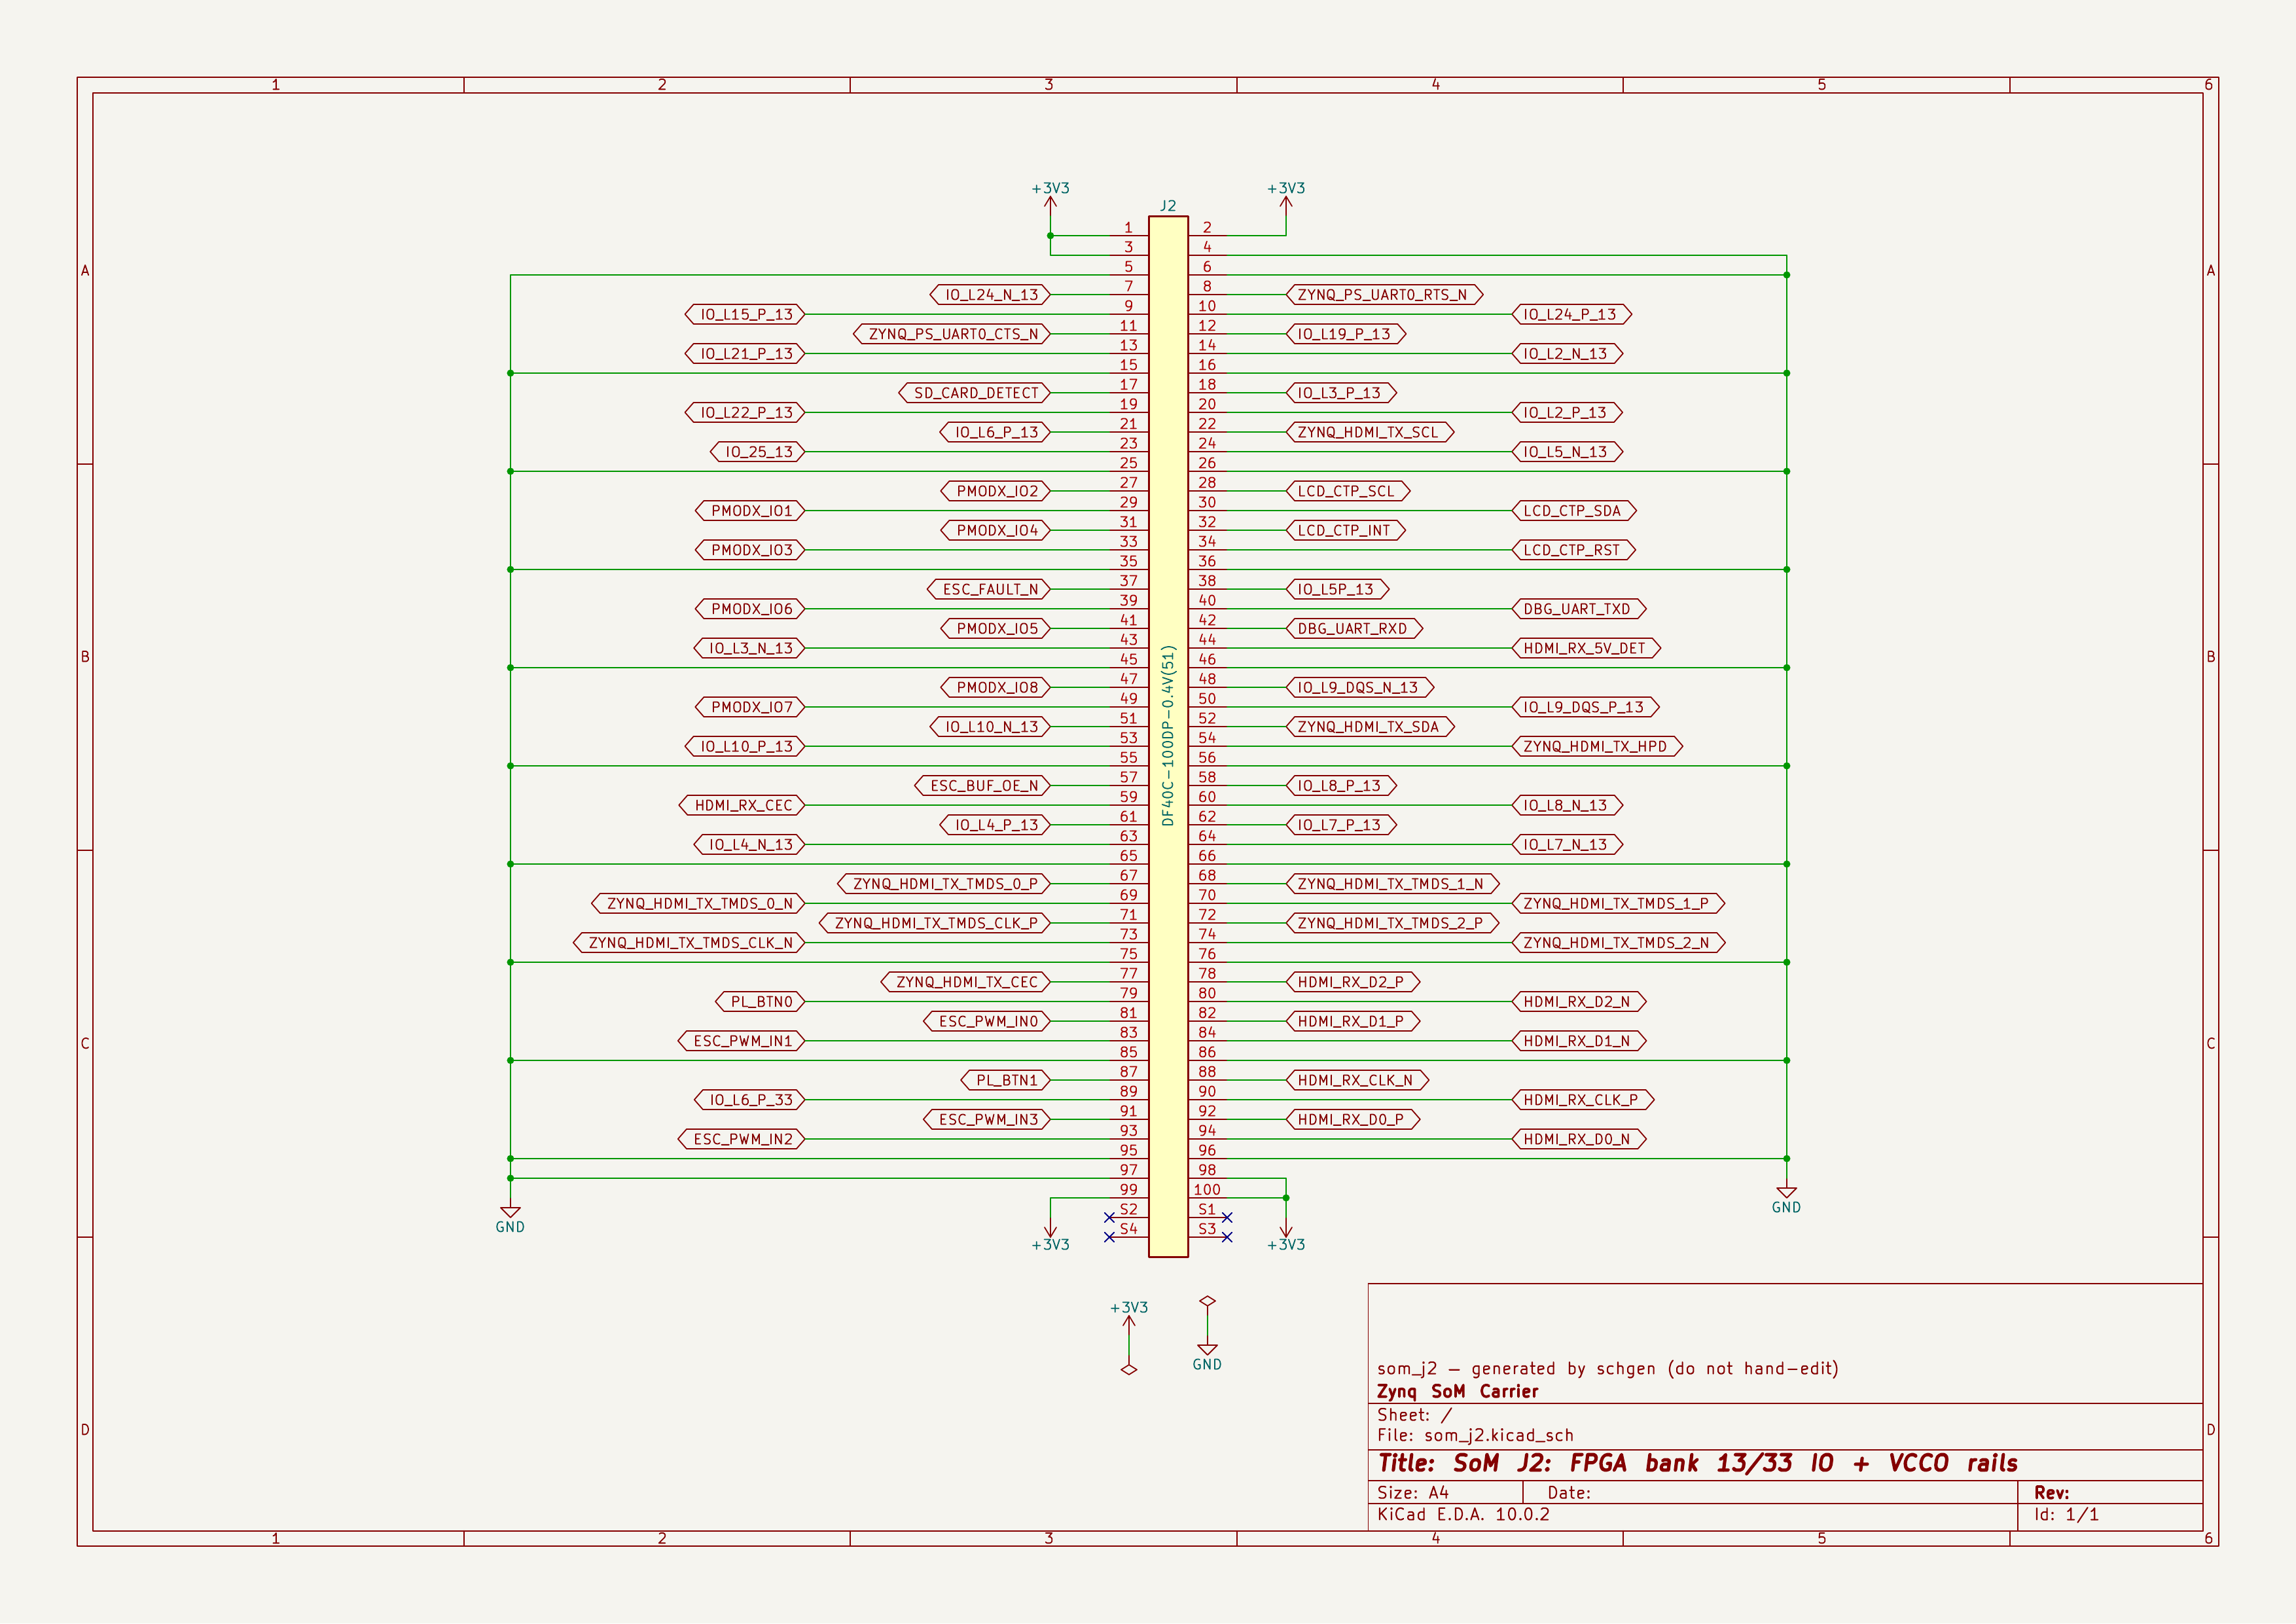 1 2 3 4 5 6
A A
+3V3 +3V3
J2
1 2
3 4
5 6
IO_L24_N_13 7 8 ZYNQ_PS_UART0_RTS_N
IO_L15_P_13 9 10 IO_L24_P_13
ZYNQ_PS_UART0_CTS_N 11 12 IO_L19_P_13
IO_L21_P_13 13 14 IO_L2_N_13
15 16
SD_CARD_DETECT 17 18 IO_L3_P_13
IO_L22_P_13 19 20 IO_L2_P_13
IO_L6_P_13 21 22 ZYNQ_HDMI_TX_SCL
IO_25_13 23 24 IO_L5_N_13
25 26
PMODX_IO2 27 28 LCD_CTP_SCL
PMODX_IO1 29 30 LCD_CTP_SDA
PMODX_IO4 31 32 LCD_CTP_INT
PMODX_IO3 33 34 LCD_CTP_RST
35 36
ESC_FAULT_N 37 38 IO_L5P_13
PMODX_IO6 39 40 DBG_UART_TXD
PMODX_IO5 41 42 DBG_UART_RXD
IO_L3_N_13 43 44 HDMI_RX_5V_DET
B B
45 46
PMODX_IO8 47 48 IO_L9_DQS_N_13
PMODX_IO7 49 50 IO_L9_DQS_P_13
IO_L10_N_13 51 52 ZYNQ_HDMI_TX_SDA
DF40C-100DP-0.4V(51)
IO_L10_P_13 53 54 ZYNQ_HDMI_TX_HPD
55 56
ESC_BUF_OE_N 57 58 IO_L8_P_13
HDMI_RX_CEC 59 60 IO_L8_N_13
IO_L4_P_13 61 62 IO_L7_P_13
IO_L4_N_13 63 64 IO_L7_N_13
65 66
ZYNQ_HDMI_TX_TMDS_0_P 67 68 ZYNQ_HDMI_TX_TMDS_1_N
ZYNQ_HDMI_TX_TMDS_0_N 69 70 ZYNQ_HDMI_TX_TMDS_1_P
ZYNQ_HDMI_TX_TMDS_CLK_P 71 72 ZYNQ_HDMI_TX_TMDS_2_P
ZYNQ_HDMI_TX_TMDS_CLK_N 73 74 ZYNQ_HDMI_TX_TMDS_2_N
75 76
ZYNQ_HDMI_TX_CEC 77 78 HDMI_RX_D2_P
PL_BTN0 79 80 HDMI_RX_D2_N
ESC_PWM_IN0 81 82 HDMI_RX_D1_P
ESC_PWM_IN1 83 84 HDMI_RX_D1_N
C C
85 86
PL_BTN1 87 88 HDMI_RX_CLK_N
IO_L6_P_33 89 90 HDMI_RX_CLK_P
ESC_PWM_IN3 91 92 HDMI_RX_D0_P
ESC_PWM_IN2 93 94 HDMI_RX_D0_N
95 96
97 98
99 100
S2 S1
S4 S3
GND +3V3 +3V3 GND
+3V3
GND
som_j2 — generated by schgen (do not hand-edit)
Zynq SoM Carrier
Sheet: /
File: som_j2.kicad_sch
D D
Title: SoM J2: FPGA bank 13/33 IO + VCCO rails
Size: A4 Date: Rev:
KiCad E.D.A. 10.0.2 Id: 1/1
1 2 3 4 5 6